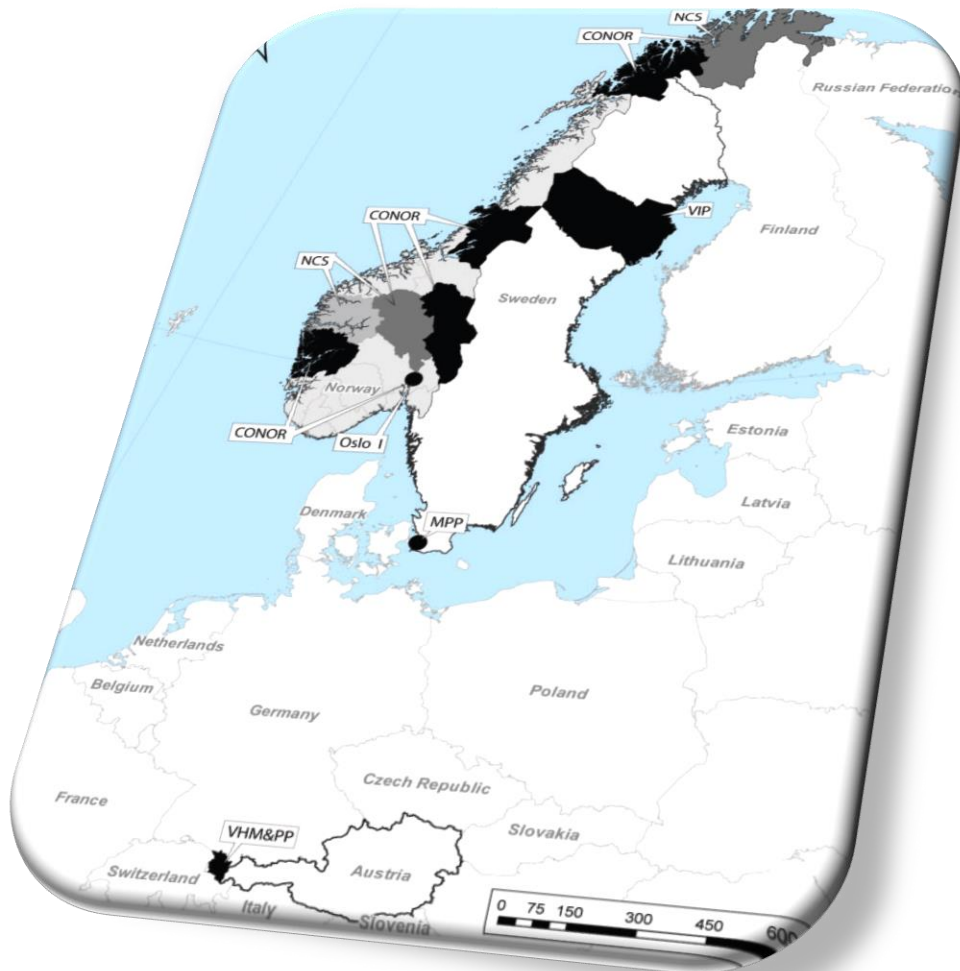 NCS
CONOR
Russian Federation
CONOR
VIP
Finland
NCS
Sweden
Norway
CONOR
Oslo I
Estonia
Latvia
Denmark
MPP
Lithuania
Netherlands
Belgium
Poland
Germany
Czech Republic
France
Slovakia
VHM&PP
Switzerland
Austria
Italy
Slovenia
0 75 150 300 450 600